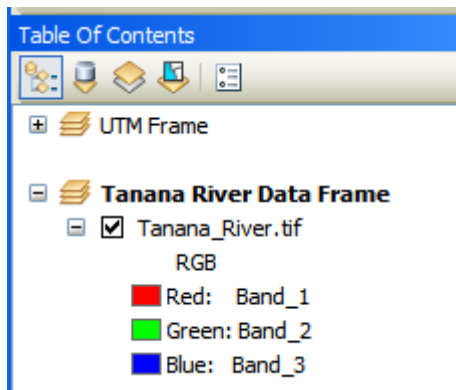 Table Of Contents
UTM Frame
Tanana River Data Frame
Tanana_River.tif
RGB
Red: Band_1
Green: Band_2
Blue: Band_3